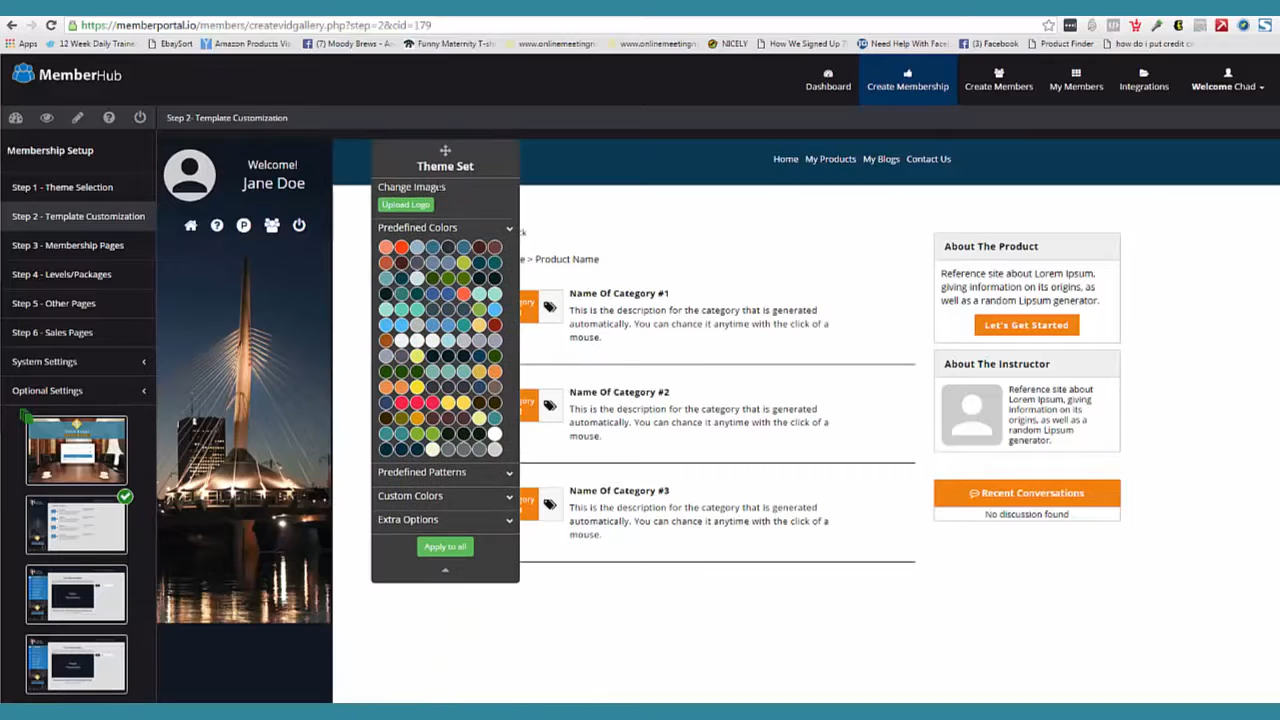 https://memberportal.io/members/createvidgallery.php?step=2&cid=179
Apps 12 Week Daily Traine EbaySort Amazon Products Vi (7) Moody Brews - An Funny Maternity T-sh www.onlinemeetingn www.onlinemeetingn NICELY How We Signed Up 7 Need Help With Face (3) Facebook Product Finder how do i put credit c
MemberHub
Dashboard Create Membership Create Members My Members Integrations Welcome Chad
Step 2- Template Customization
Membership Setup
Step 1 - Theme Selection
Step 2 - Template Customization
Step 3 - Membership Pages
Step 4 - Levels/Packages
Step 5 - Other Pages
Step 6 - Sales Pages
System Settings
Optional Settings
Welcome!
Jane Doe
Theme Set
Change Images
Upload Logo
Predefined Colors
Predefined Patterns
Custom Colors
Extra Options
Apply to all
Home My Products My Blogs Contact Us
ck
e > Product Name
Name Of Category #1
This is the description for the category that is generated
automatically. You can chance it anytime with the click of a
mouse.
Name Of Category #2
This is the description for the category that is generated
automatically. You can chance it anytime with the click of a
mouse.
Name Of Category #3
This is the description for the category that is generated
automatically. You can chance it anytime with the click of a
mouse.
About The Product
Reference site about Lorem Ipsum,
giving information on its origins, as
well as a random Lipsum generator.
Let's Get Started
About The Instructor
Reference site about
Lorem Ipsum, giving
information on its
origins, as well as a
random Lipsum
generator.
Recent Conversations
No discussion found